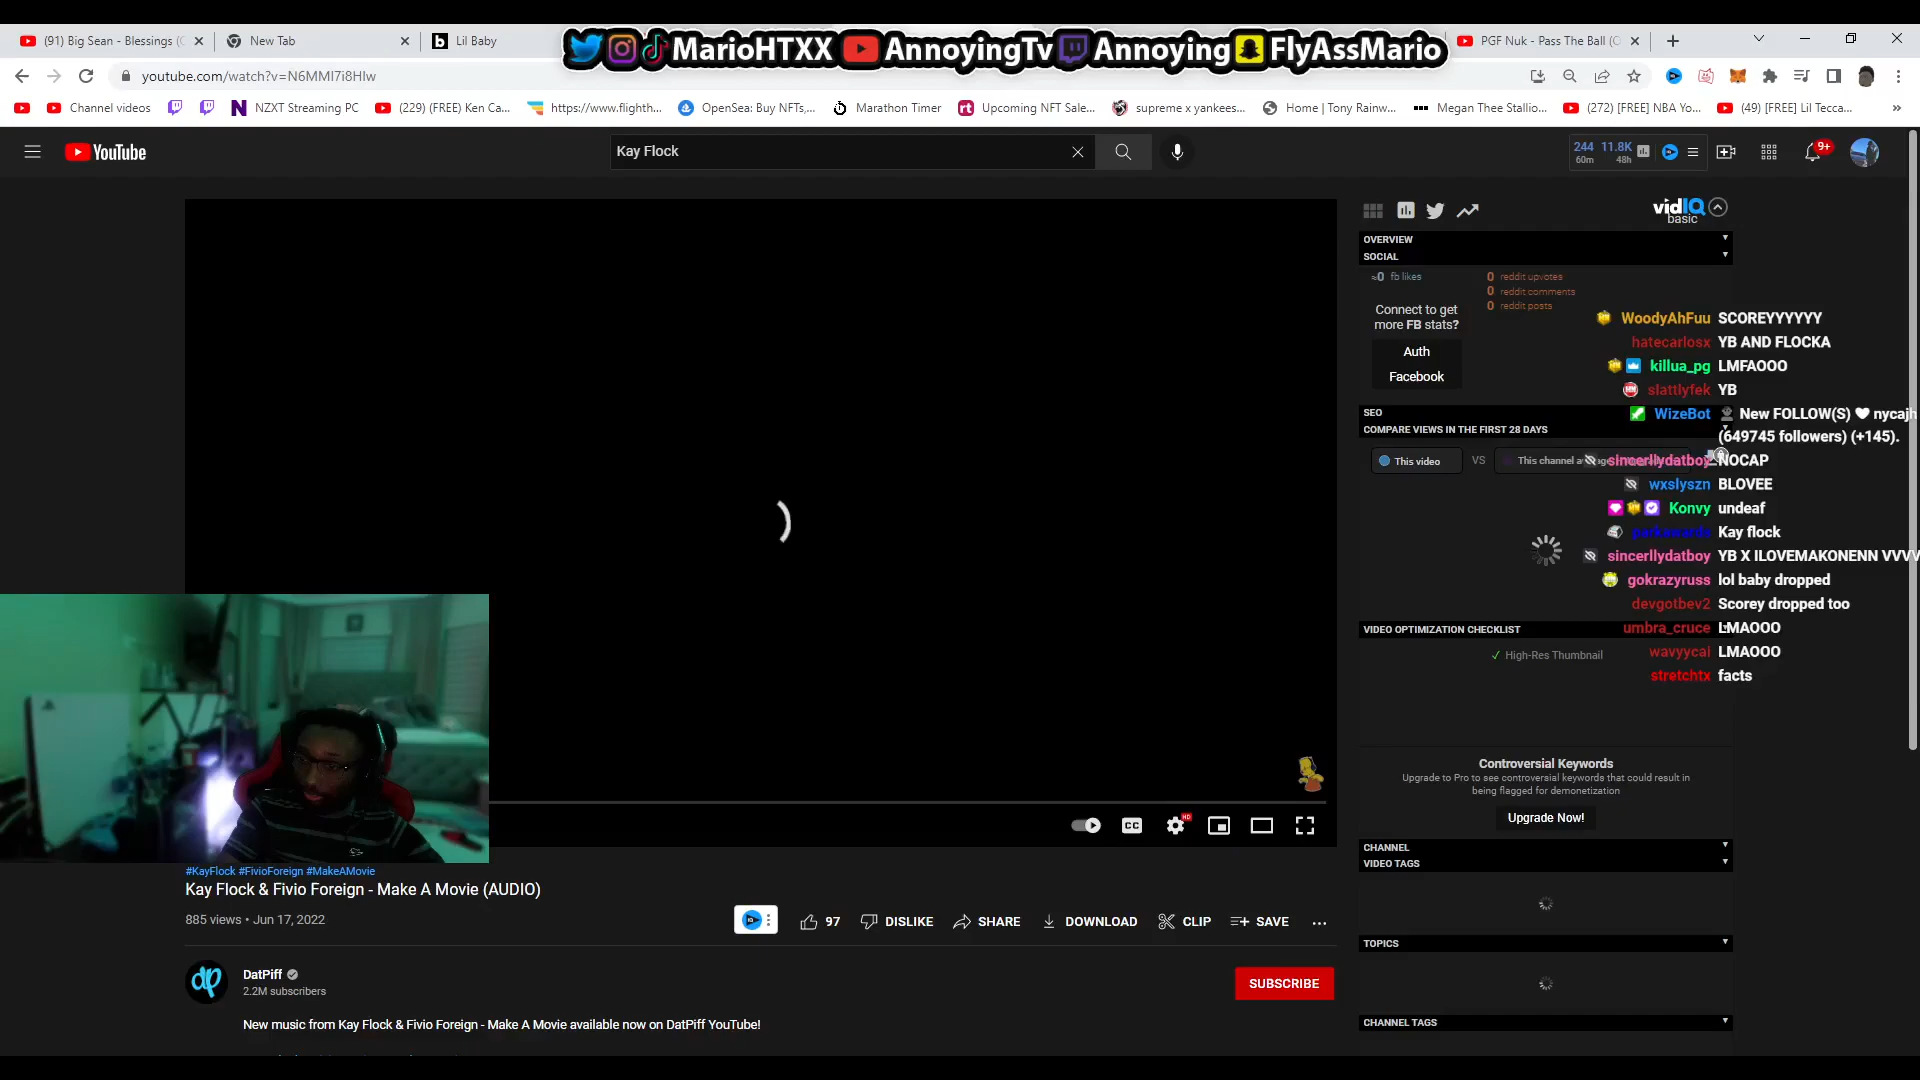 (91) Big Sean - Blessings (
New Tab
Lil Baby
MarioHTXX AnnoyingTv Annoying FlyAssMario
PGF Nuk - Pass The Ball (O
youtube.com/watch?v=N6MMI7i8HIw
Channel videos
NZXT Streaming PC
(229) (FREE) Ken Ca...
https://www.flighth...
OpenSea: Buy NFTs,...
Marathon Timer
Upcoming NFT Sale...
supreme x yankees...
Home | Tony Rainw...
Megan Thee Stallio...
(272) [FREE] NBA Yo...
(49) [FREE] Lil Tecca...
»
YouTube
Kay Flock
244 11.8K
60m 48h
9+
vidIQ
basic
OVERVIEW
SOCIAL
≈0 fb likes
0 reddit upvotes
0 reddit comments
0 reddit posts
Connect to get
more FB stats?
Auth
Facebook
SEO
COMPARE VIEWS IN THE FIRST 28 DAYS
This video
VS
This channel
WoodyAhFuu SCOREYYYYYY
hatecarlosx YB AND FLOCKA
killua_pg LMFAOOO
slattlyfek YB
WizeBot New FOLLOW(S) nycajh
(649745 followers) (+145).
sincerllydatboy NOCAP
wxslyszn BLOVEE
Konvy undeaf
Kay flock
sincerllydatboy YB X ILOVEMAKONENN VVVV
gokrazyruss lol baby dropped
devgotbev2 Scorey dropped too
umbra_cruce LMAOOO
wavyycai LMAOOO
stretchtx facts
VIDEO OPTIMIZATION CHECKLIST
✓ High-Res Thumbnail
Controversial Keywords
Upgrade to Pro to see controversial keywords that could result in
being flagged for demonetization
Upgrade Now!
CHANNEL
VIDEO TAGS
TOPICS
CHANNEL TAGS
CC
HD
#KayFlock #FivioForeign #MakeAMovie
Kay Flock & Fivio Foreign - Make A Movie (AUDIO)
885 views • Jun 17, 2022
97
DISLIKE
SHARE
DOWNLOAD
CLIP
SAVE
...
dp
DatPiff
2.2M subscribers
SUBSCRIBE
New music from Kay Flock & Fivio Foreign - Make A Movie available now on DatPiff YouTube!